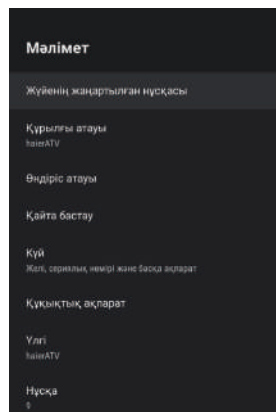 Мәлімет
Жүйенің жаңартылған нұсқасы
Құрылғы атауы
haierATV
Өндіріс атауы
Қайта бастау
Күй
Желі, сериялық нөмірі және басқа ақпарат
Құқықтық ақпарат
Үлгі
haierATV
Нұсқа
9